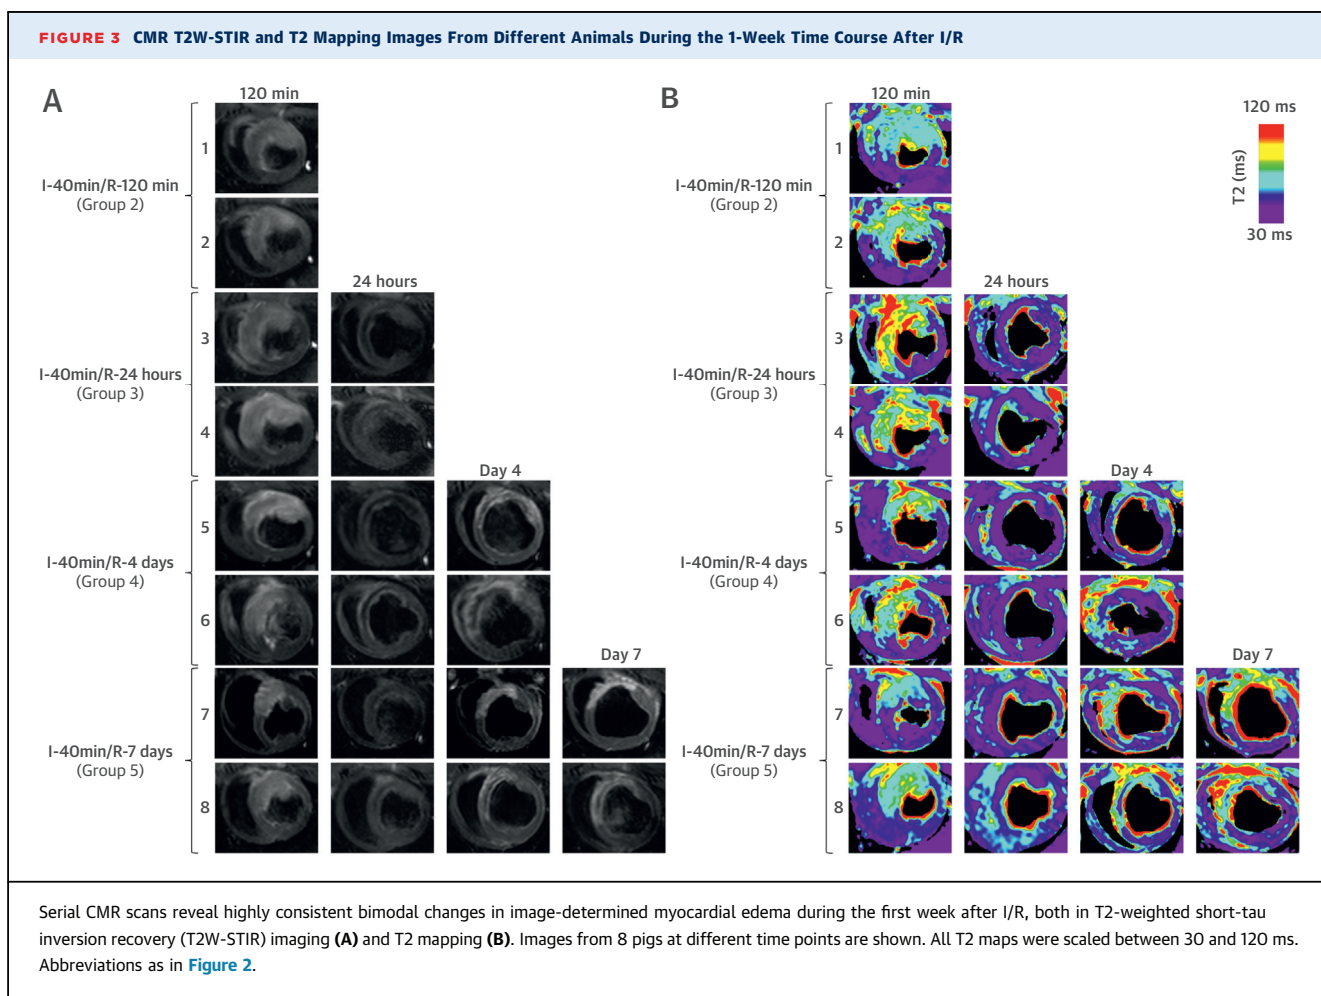 FIGURE 3 CMR T2W-STIR and T2 Mapping Images From Different Animals During the 1-Week Time Course After I/R
A
120 min
1
I-40min/R-120 min
(Group 2)
2
24 hours
3
I-40min/R-24 hours
(Group 3)
4
Day 4
5
I-40min/R-4 days
(Group 4)
6
Day 7
7
I-40min/R-7 days
(Group 5)
8
B
120 min
1
I-40min/R-120 min
(Group 2)
2
24 hours
3
I-40min/R-24 hours
(Group 3)
4
Day 4
5
I-40min/R-4 days
(Group 4)
6
Day 7
7
I-40min/R-7 days
(Group 5)
8
120 ms
T2 (ms)
30 ms
Serial CMR scans reveal highly consistent bimodal changes in image-determined myocardial edema during the first week after I/R, both in T2-weighted short-tau
inversion recovery (T2W-STIR) imaging (A) and T2 mapping (B). Images from 8 pigs at different time points are shown. All T2 maps were scaled between 30 and 120 ms.
Abbreviations as in Figure 2.